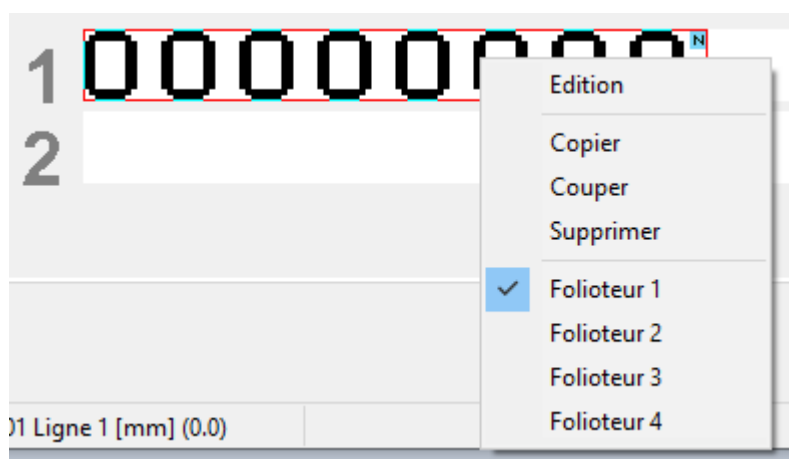 1 00000000 N
2
Edition
Copier
Couper
Supprimer
Folioteur 1
Folioteur 2
Folioteur 3
Folioteur 4
01 Ligne 1 [mm] (0.0)